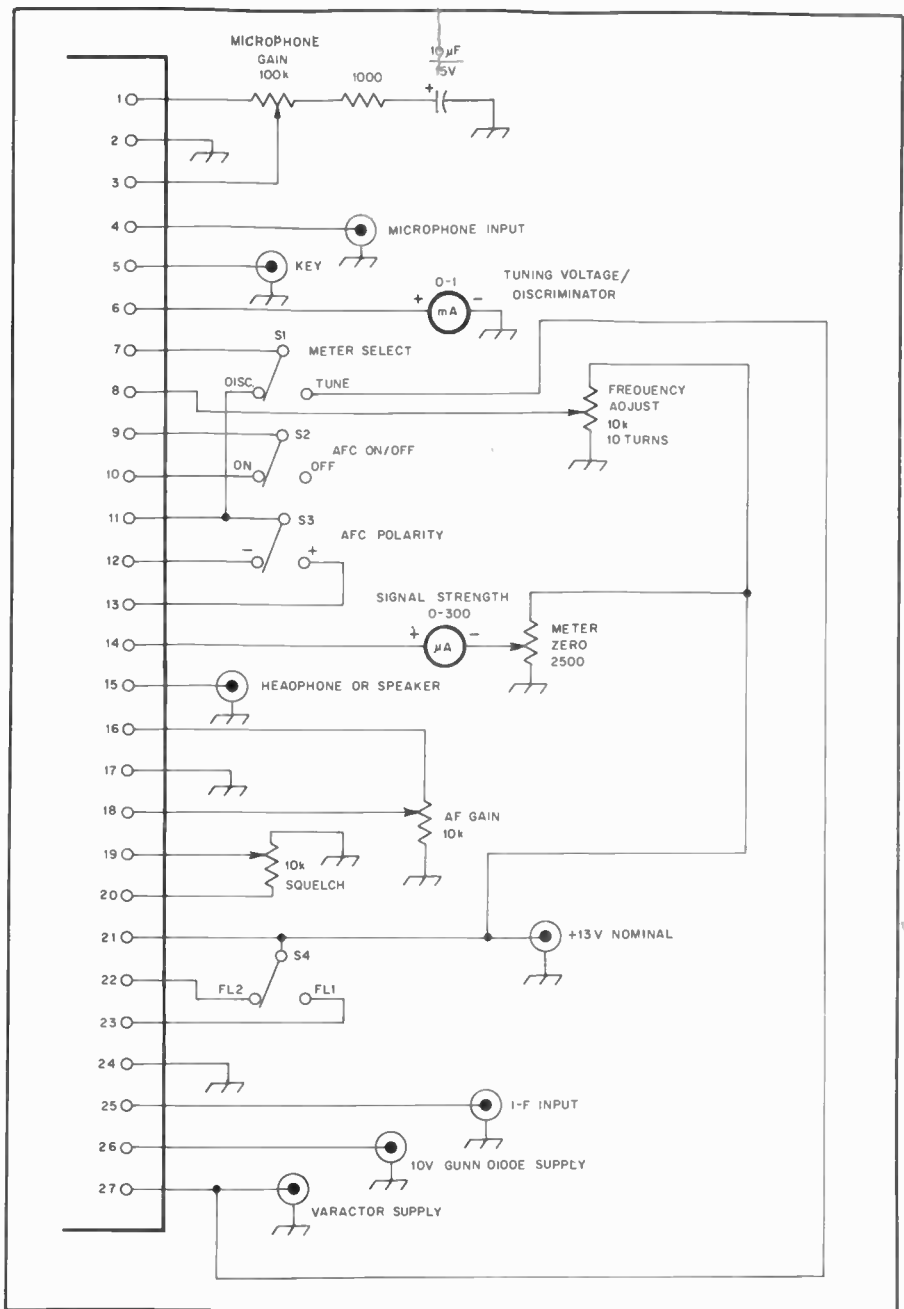 MICROPHONE
GAIN
100k
1000
10 µF
15V
+
1
2
3
4
MICROPHONE INPUT
5
KEY
TUNING VOLTAGE/
DISCRIMINATOR
0-1
+ mA -
6
S1
7
METER SELECT
DISC.
TUNE
8
FREQUENCY
ADJUST
10k
10 TURNS
9
S2
AFC ON/OFF
10
ON
OFF
11
S3
AFC POLARITY
12
- +
13
SIGNAL STRENGTH
0-300
14
+ µA -
METER
ZERO
2500
15
HEADPHONE OR SPEAKER
16
17
18
AF GAIN
10k
19
10k
SQUELCH
20
21
+13V NOMINAL
S4
22
FL2
FL1
23
24
25
I-F INPUT
26
10V GUNN DIODE SUPPLY
27
VARACTOR SUPPLY